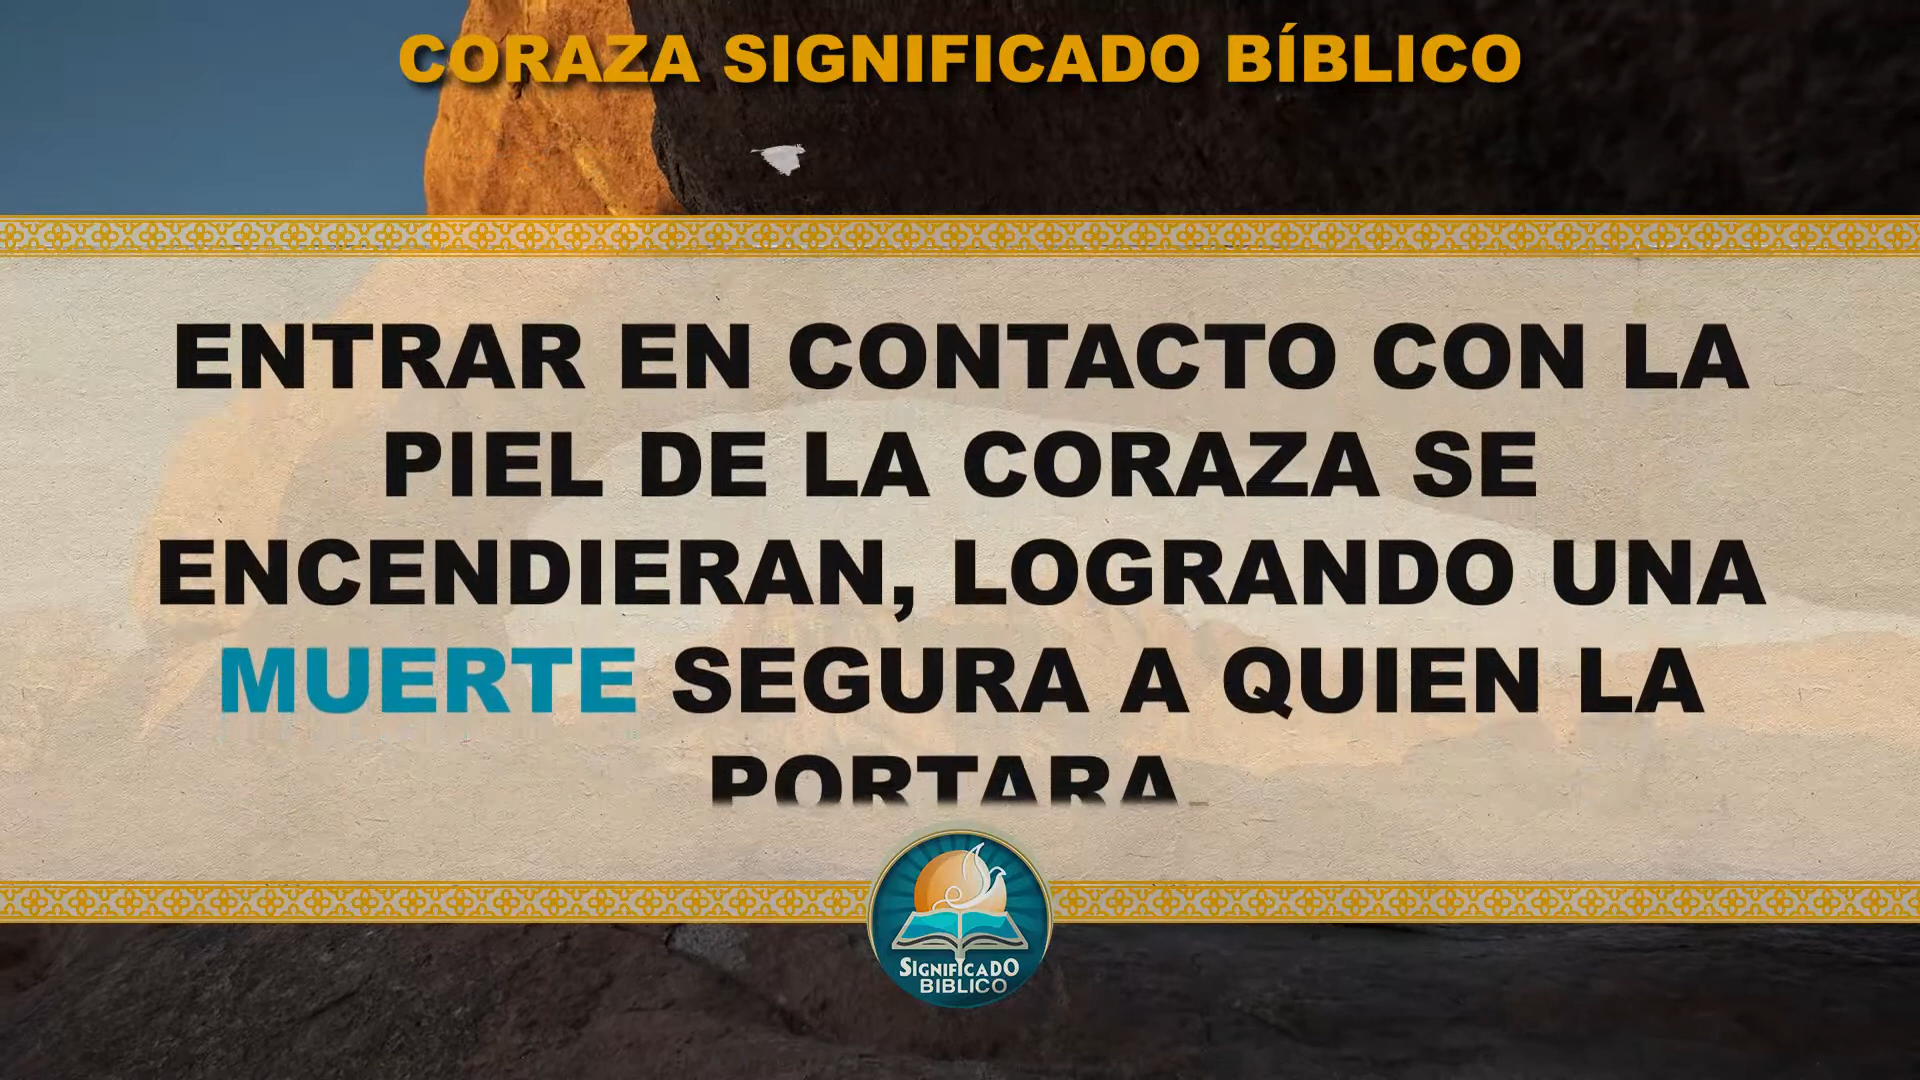 CORAZA SIGNIFICADO BÍBLICO
ENTRAR EN CONTACTO CON LA
PIEL DE LA CORAZA SE
ENCENDIERAN, LOGRANDO UNA
MUERTE SEGURA A QUIEN LA
PORTARA
SIGNIFICADO
BIBLICO